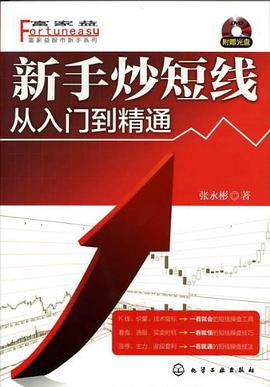 富家益
Fortuneasy
富家益股市新手系列
DVD
附赠光盘
新手炒短线
从入门到精通
张永彬 著
K线、价量、技术指标 一看就会的短线操盘工具
看盘、选股、买卖时机 一看就懂的短线操盘技巧
涨停、主力、波段套利 一看就通的短线操盘技法
化学工业出版社